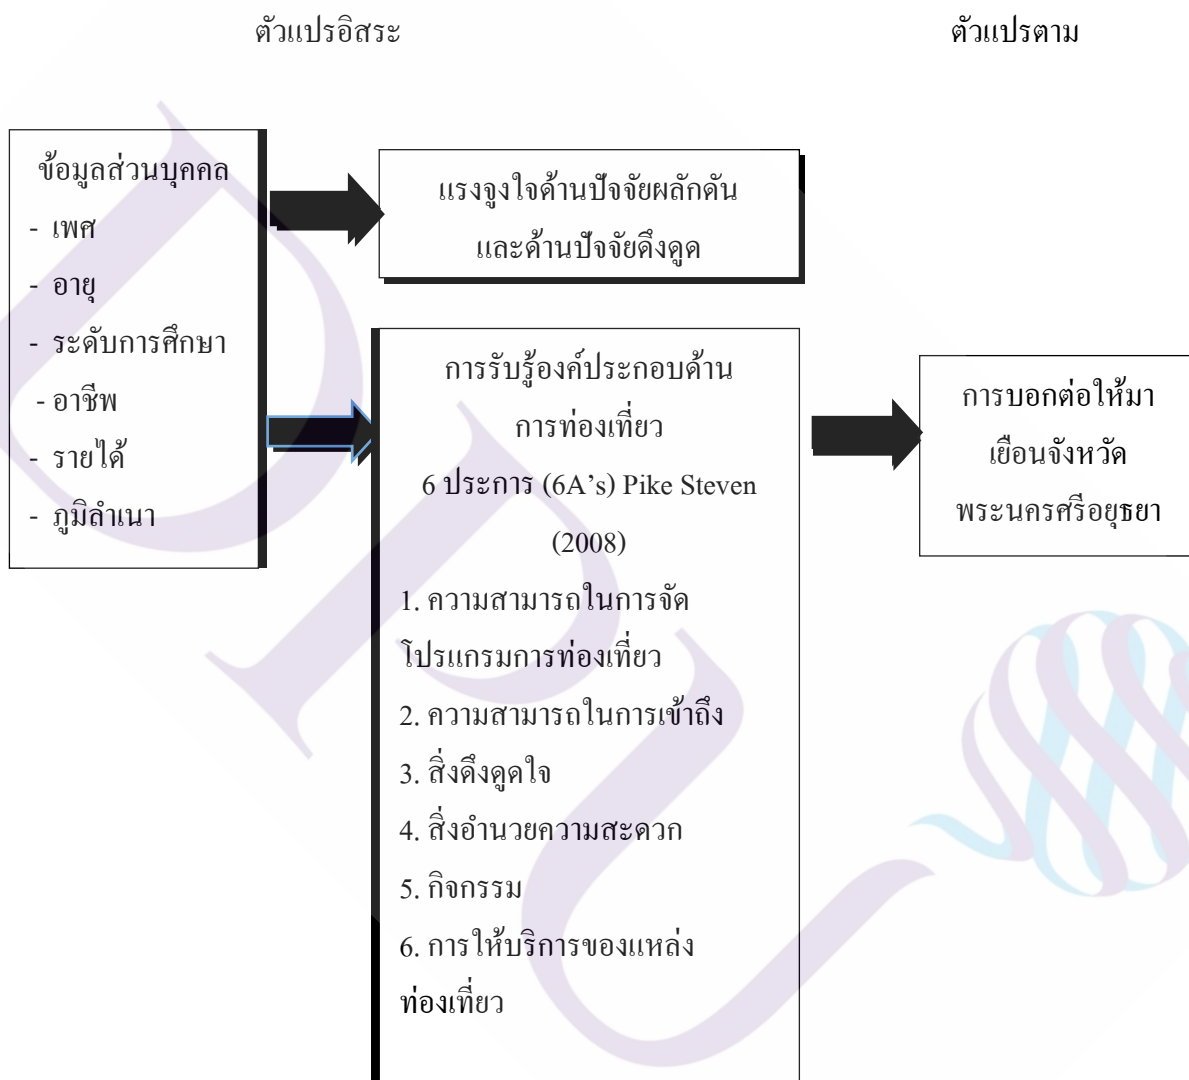 ตัวแปรอิสระ
ตัวแปรตาม
ข้อมูลส่วนบุคคล
- เพศ
- อายุ
- ระดับการศึกษา
- อาชีพ
- รายได้
- ภูมิลำเนา
แรงจูงใจด้านปัจจัยผลักดัน
และด้านปัจจัยดึงดูด
การรับรู้องค์ประกอบด้าน
การท่องเที่ยว
6 ประการ (6A’s) Pike Steven
(2008)
1. ความสามารถในการจัด
โปรแกรมการท่องเที่ยว
2. ความสามารถในการเข้าถึง
3. สิ่งดึงดูดใจ
4. สิ่งอำนวยความสะดวก
5. กิจกรรม
6. การให้บริการของแหล่ง
ท่องเที่ยว
การบอกต่อให้มา
เยือนจังหวัด
พระนครศรีอยุธยา
DPU